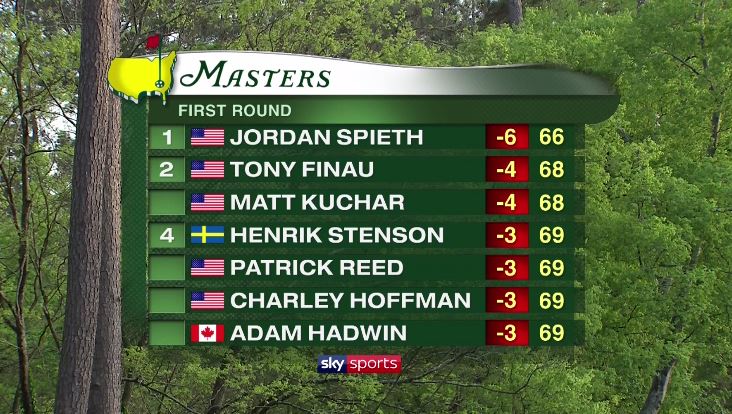 MASTERS
FIRST ROUND
1 JORDAN SPIETH -6 66
2 TONY FINAU -4 68
MATT KUCHAR -4 68
4 HENRIK STENSON -3 69
PATRICK REED -3 69
CHARLEY HOFFMAN -3 69
ADAM HADWIN -3 69
sky sports